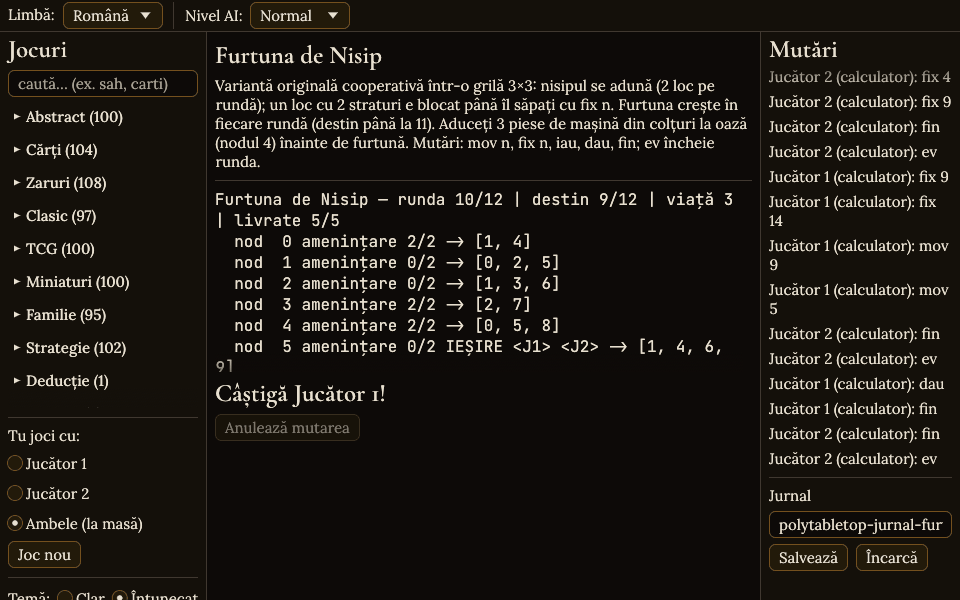 Limbă: Română ▼ Nivel AI: Normal ▼
Jocuri
caută... (ex. sah, carti)
▸ Abstract (100)
▸ Cărți (104)
▸ Zaruri (108)
▸ Clasic (97)
▸ TCG (100)
▸ Miniaturi (100)
▸ Familie (95)
▸ Strategie (102)
▸ Deducție (1)
Tu joci cu:
Jucător 1
Jucător 2
Ambele (la masă)
Joc nou
Temă: Clar Întunecat
Furtuna de Nisip
Variantă originală cooperativă într-o grilă 3×3: nisipul se adună (2 loc pe
rundă); un loc cu 2 straturi e blocat până îl săpați cu fix n. Furtuna crește în
fiecare rundă (destin până la 11). Aduceți 3 piese de mașină din colțuri la oază
(nodul 4) înainte de furtună. Mutări: mov n, fix n, iau, dau, fin; ev încheie
runda.
Furtuna de Nisip — runda 10/12 | destin 9/12 | viață 3
| livrate 5/5
nod 0 amenințare 2/2 -> [1, 4]
nod 1 amenințare 0/2 -> [0, 2, 5]
nod 2 amenințare 0/2 -> [1, 3, 6]
nod 3 amenințare 2/2 -> [2, 7]
nod 4 amenințare 2/2 -> [0, 5, 8]
nod 5 amenințare 0/2 IEȘIRE <J1> <J2> -> [1, 4, 6,
9]
Câștigă Jucător 1!
Anulează mutarea
Mutări
Jucător 2 (calculator): fix 4
Jucător 2 (calculator): fix 9
Jucător 2 (calculator): fin
Jucător 2 (calculator): ev
Jucător 1 (calculator): fix 9
Jucător 1 (calculator): fix
14
Jucător 1 (calculator): mov
9
Jucător 1 (calculator): mov
5
Jucător 2 (calculator): fin
Jucător 2 (calculator): ev
Jucător 1 (calculator): dau
Jucător 1 (calculator): fin
Jucător 2 (calculator): fin
Jucător 2 (calculator): ev
Jurnal
polytabletop-jurnal-fur
Salvează Încarcă